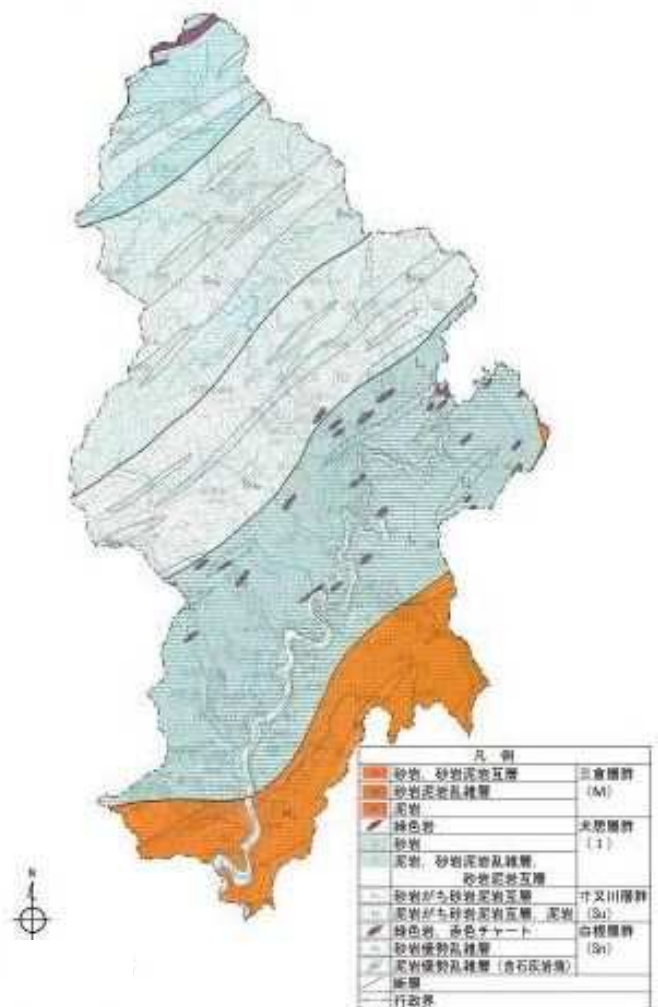 凡例
砂岩、砂岩泥岩互層
三倉層群
砂岩泥岩乱雑層
(M)
泥岩
緑色岩
犬居層群
砂岩
(I)
泥岩、砂岩泥岩乱雑層、
砂岩泥岩互層
砂岩がち砂岩泥岩互層
寸又川層群
泥岩がち砂岩泥岩互層、泥岩
(Su)
緑色岩、赤色チャート
白根層群
砂岩優勢乱雑層
(Sn)
泥岩優勢乱雑層(含石灰岩塊)
断層
行政界
N